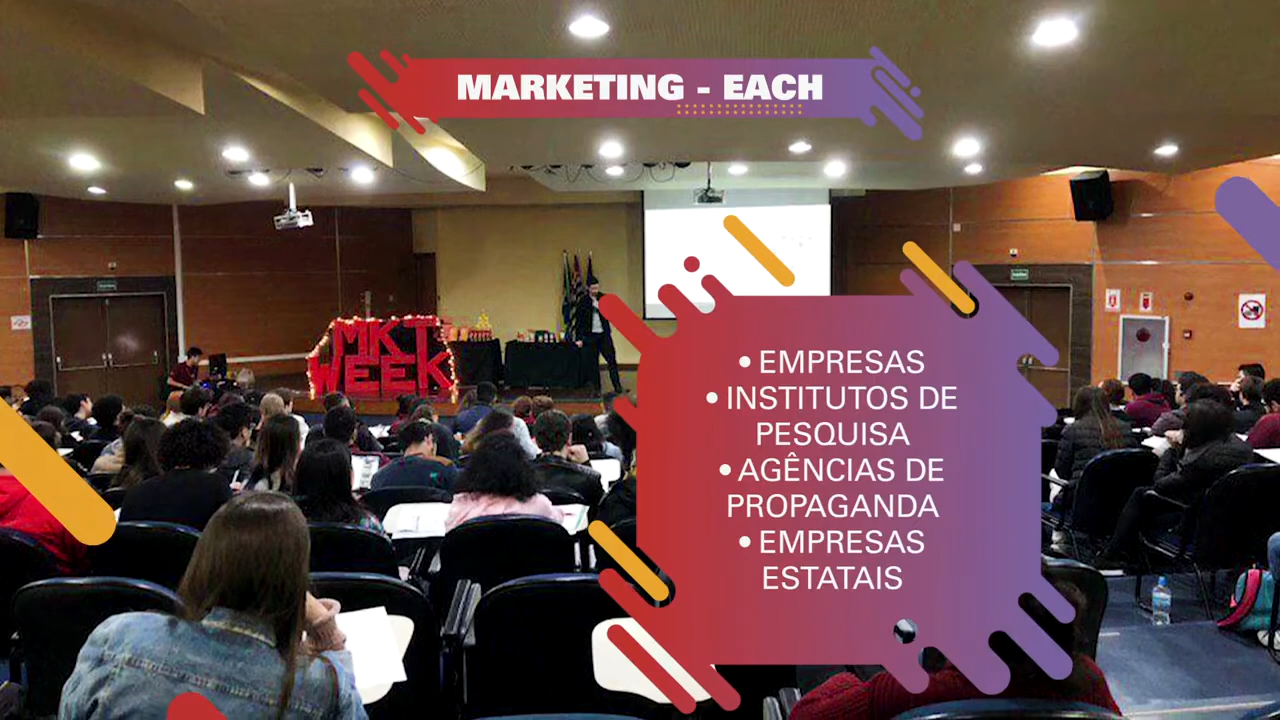 MARKETING - EACH
MKT
WEEK
• EMPRESAS
• INSTITUTOS DE
PESQUISA
• AGÊNCIAS DE
PROPAGANDA
• EMPRESAS
ESTATAIS